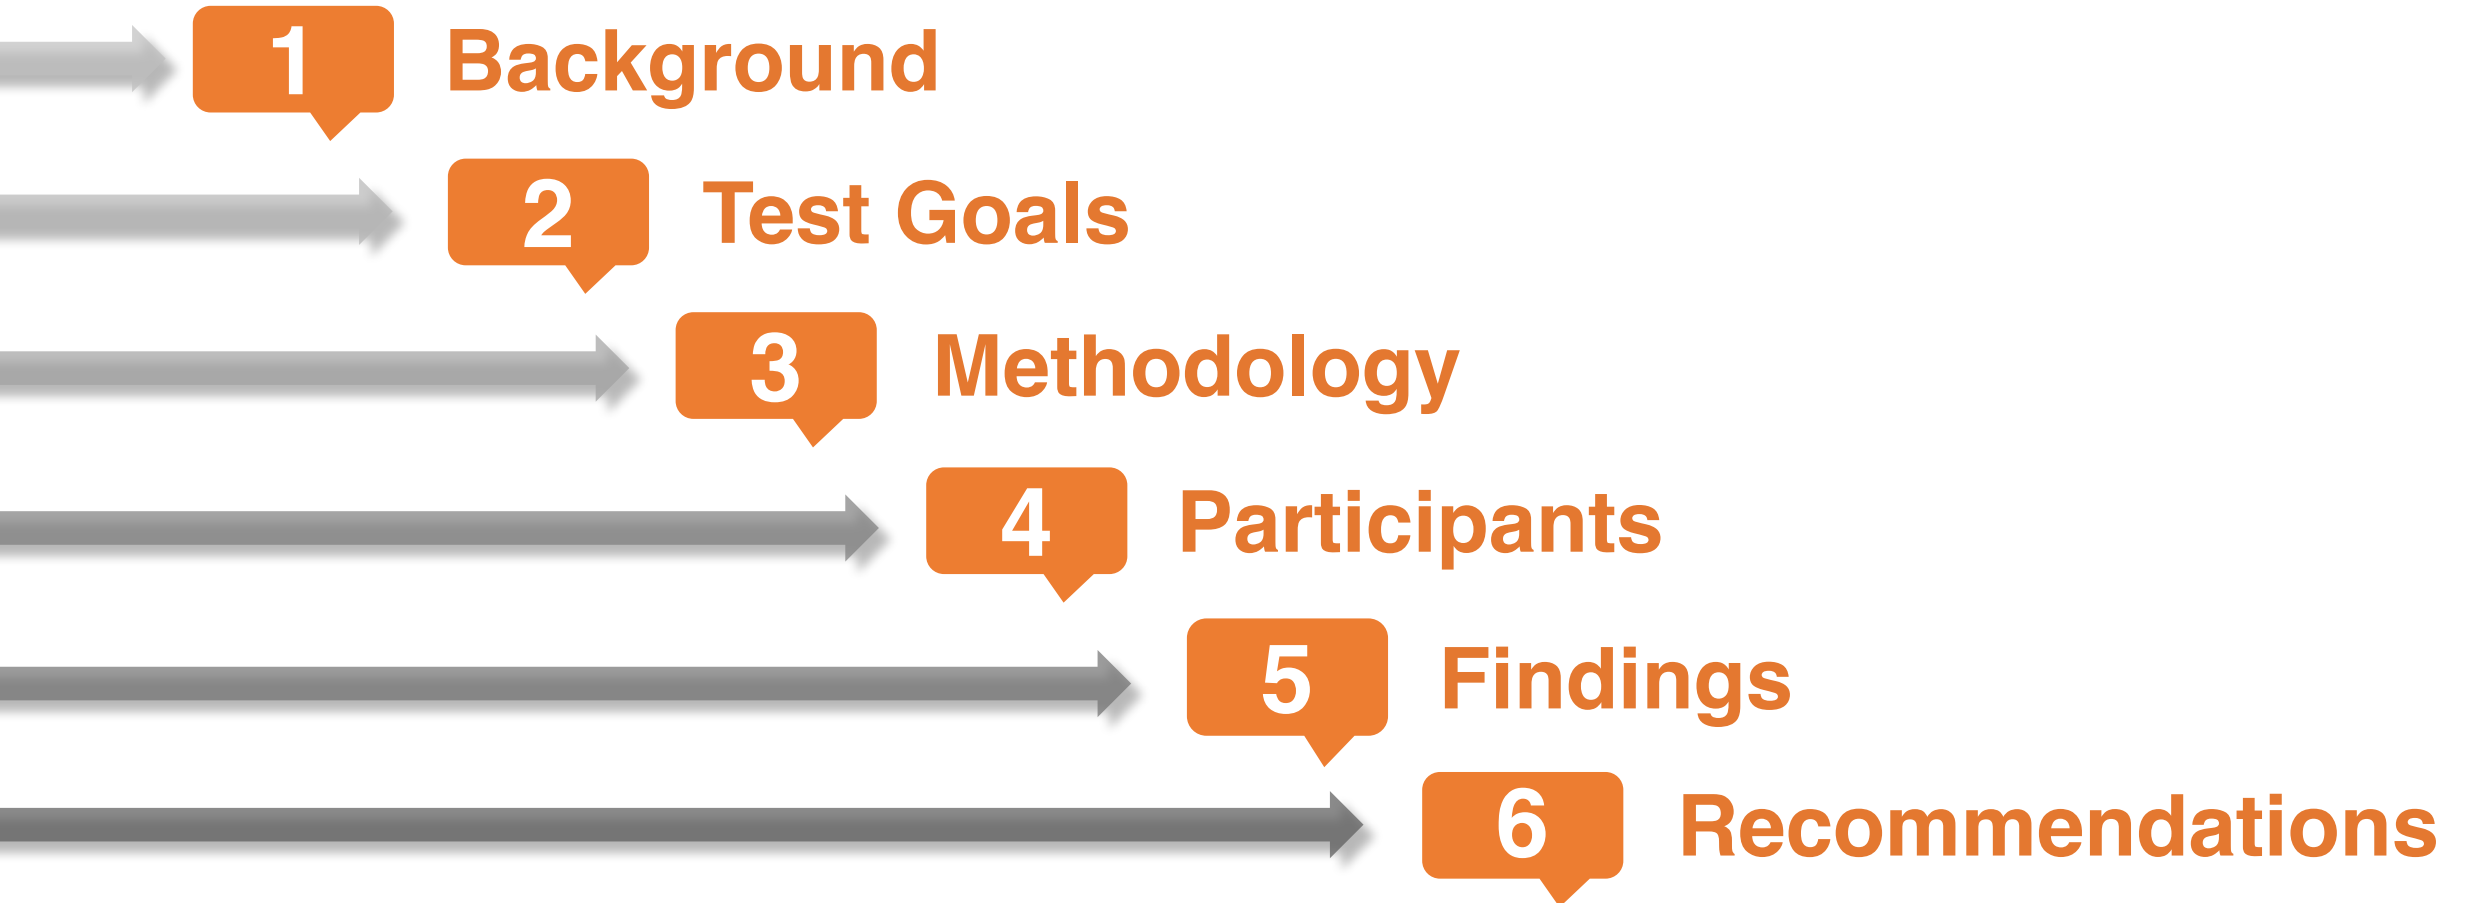 1 Background
2 Test Goals
3 Methodology
4 Participants
5 Findings
6 Recommendations